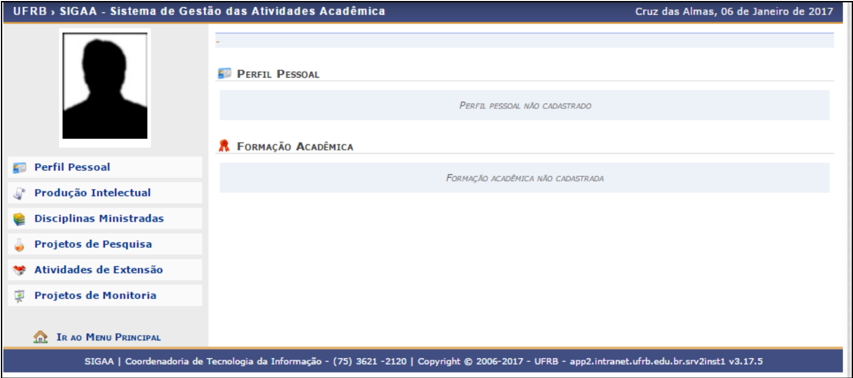 UFRB › SIGAA - Sistema de Gestão das Atividades Acadêmica
Cruz das Almas, 06 de Janeiro de 2017
-
Perfil Pessoal
Perfil pessoal não cadastrado
Formação Acadêmica
Formação acadêmica não cadastrada
Perfil Pessoal
Produção Intelectual
Disciplinas Ministradas
Projetos de Pesquisa
Atividades de Extensão
Projetos de Monitoria
Ir ao Menu Principal
SIGAA | Coordenadoria de Tecnologia da Informação - (75) 3621 -2120 | Copyright © 2006-2017 - UFRB - app2.intranet.ufrb.edu.br.srv2inst1 v3.17.5